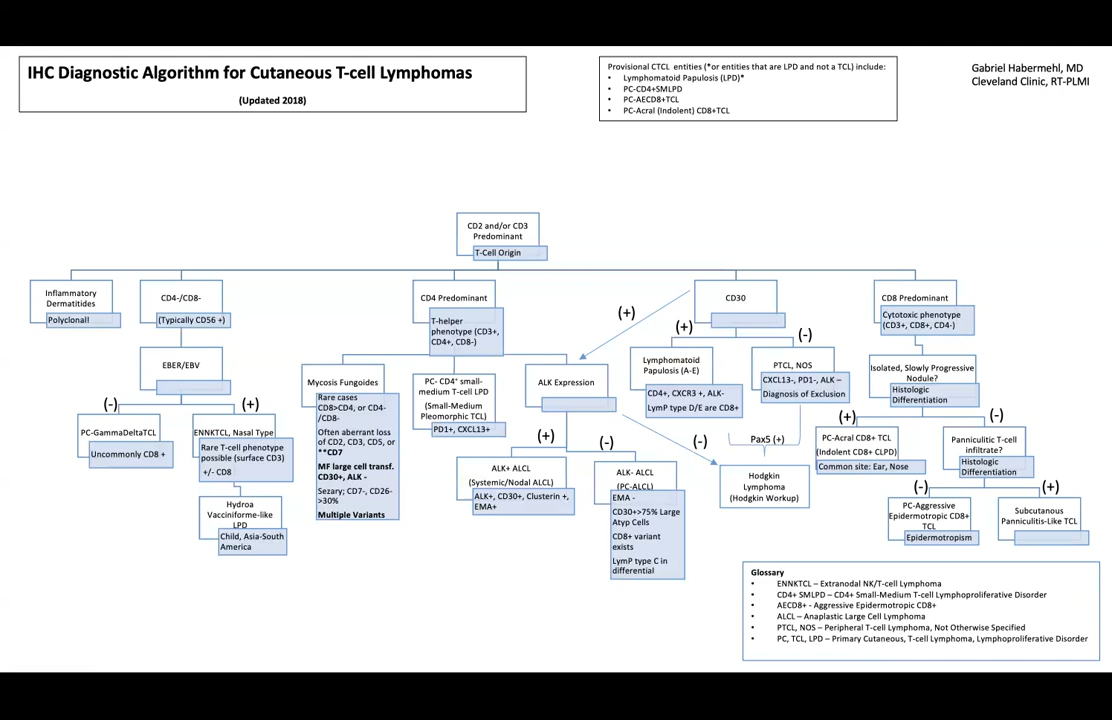 IHC Diagnostic Algorithm for Cutaneous T-cell Lymphomas
(Updated 2018)
Provisional CTCL entities (*or entities that are LPD and not a TCL) include:
• Lymphomatoid Papulosis (LPD)*
• PC-CD4+SMLPD
• PC-AECD8+TCL
• PC-Acral (Indolent) CD8+TCL
Gabriel Habermehl, MD
Cleveland Clinic, RT-PLMI
CD2 and/or CD3
Predominant
T-Cell Origin
Inflammatory
Dermatitides
Polyclonal!
CD4-/CD8-
(Typically CD56 +)
EBER/EBV
(-)
(+)
PC-GammaDeltaTCL
Uncommonly CD8 +
ENNKTCL, Nasal Type
Rare T-cell phenotype
possible (surface CD3)
+/- CD8
Hydroa
Vacciniforme-like
LPD
Child, Asia-South
America
CD4 Predominant
T-helper
phenotype (CD3+,
CD4+, CD8-)
Mycosis Fungoides
Rare cases
CD8>CD4, or CD4-
/CD8-
Often aberrant loss
of CD2, CD3, CD5, or
**CD7
MF large cell transf.
CD30+, ALK -
Sezary; CD7-, CD26-
>30%
Multiple Variants
PC- CD4⁺ small-
medium T-cell LPD
(Small-Medium
Pleomorphic TCL)
PD1+, CXCL13+
ALK Expression
(+)
(-)
(-)
ALK+ ALCL
(Systemic/Nodal ALCL)
ALK+, CD30+, Clusterin +,
EMA+
ALK- ALCL
(PC-ALCL)
EMA -
CD30+>75% Large
Atyp Cells
CD8+ variant
exists
LymP type C in
differential
CD30
(+)
(+)
(-)
Lymphomatoid
Papulosis (A-E)
CD4+, CXCR3 +, ALK-
LymP type D/E are CD8+
PTCL, NOS
CXCL13-, PD1-, ALK –
Diagnosis of Exclusion
Pax5 (+)
Hodgkin
Lymphoma
(Hodgkin Workup)
CD8 Predominant
Cytotoxic phenotype
(CD3+, CD8+, CD4-)
Isolated, Slowly Progressive
Nodule?
Histologic
Differentiation
(+)
(-)
PC-Acral CD8+ TCL
(Indolent CD8+ CLPD)
Common site: Ear, Nose
Panniculitic T-cell
infiltrate?
Histologic
Differentiation
(-)
(+)
PC-Aggressive
Epidermotropic CD8+
TCL
Epidermotropism
Subcutanous
Panniculitis-Like TCL
Glossary
• ENNKTCL – Extranodal NK/T-cell Lymphoma
• CD4+ SMLPD – CD4+ Small-Medium T-cell Lymphoproliferative Disorder
• AECD8+ - Aggressive Epidermotropic CD8+
• ALCL – Anaplastic Large Cell Lymphoma
• PTCL, NOS – Peripheral T-cell Lymphoma, Not Otherwise Specified
• PC, TCL, LPD – Primary Cutaneous, T-cell Lymphoma, Lymphoproliferative Disorder